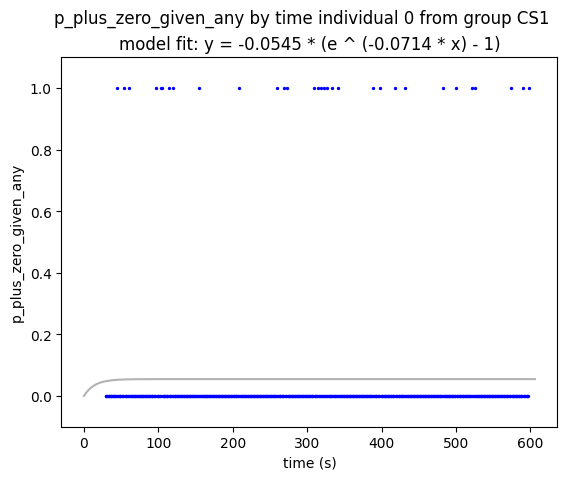 p_plus_zero_given_any by time individual 0 from group CS1
model fit: y = -0.0545 * (e ^ (-0.0714 * x) - 1)
1.0
0.8
0.6
0.4
0.2
0.0
p_plus_zero_given_any
0 100 200 300 400 500 600
time (s)